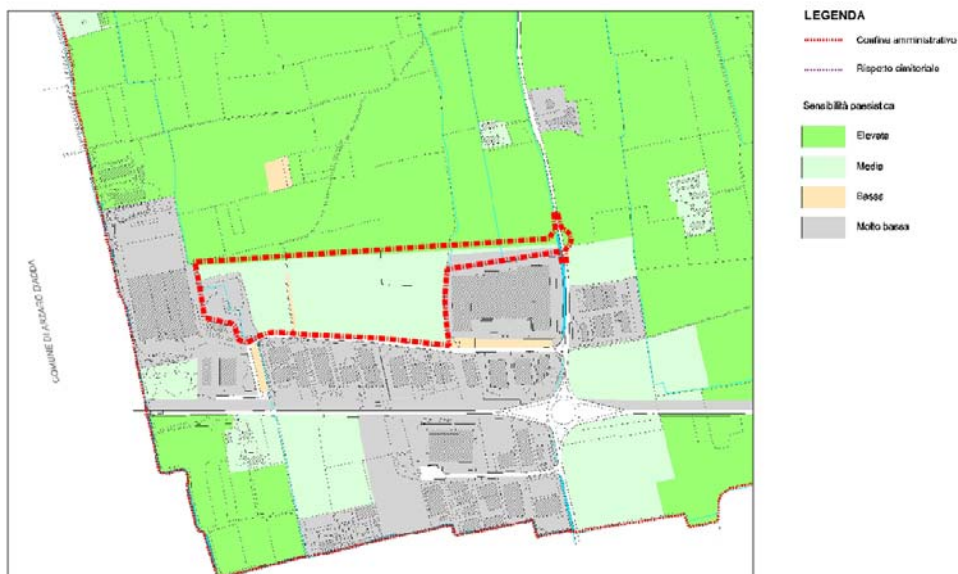 LEGENDA
Confine amministrativo
Rispetto cimiteriale
Sensibilità paesistica
Elevata
Media
Bassa
Molto bassa
COMUNE DI ARZAGO D'ADDA